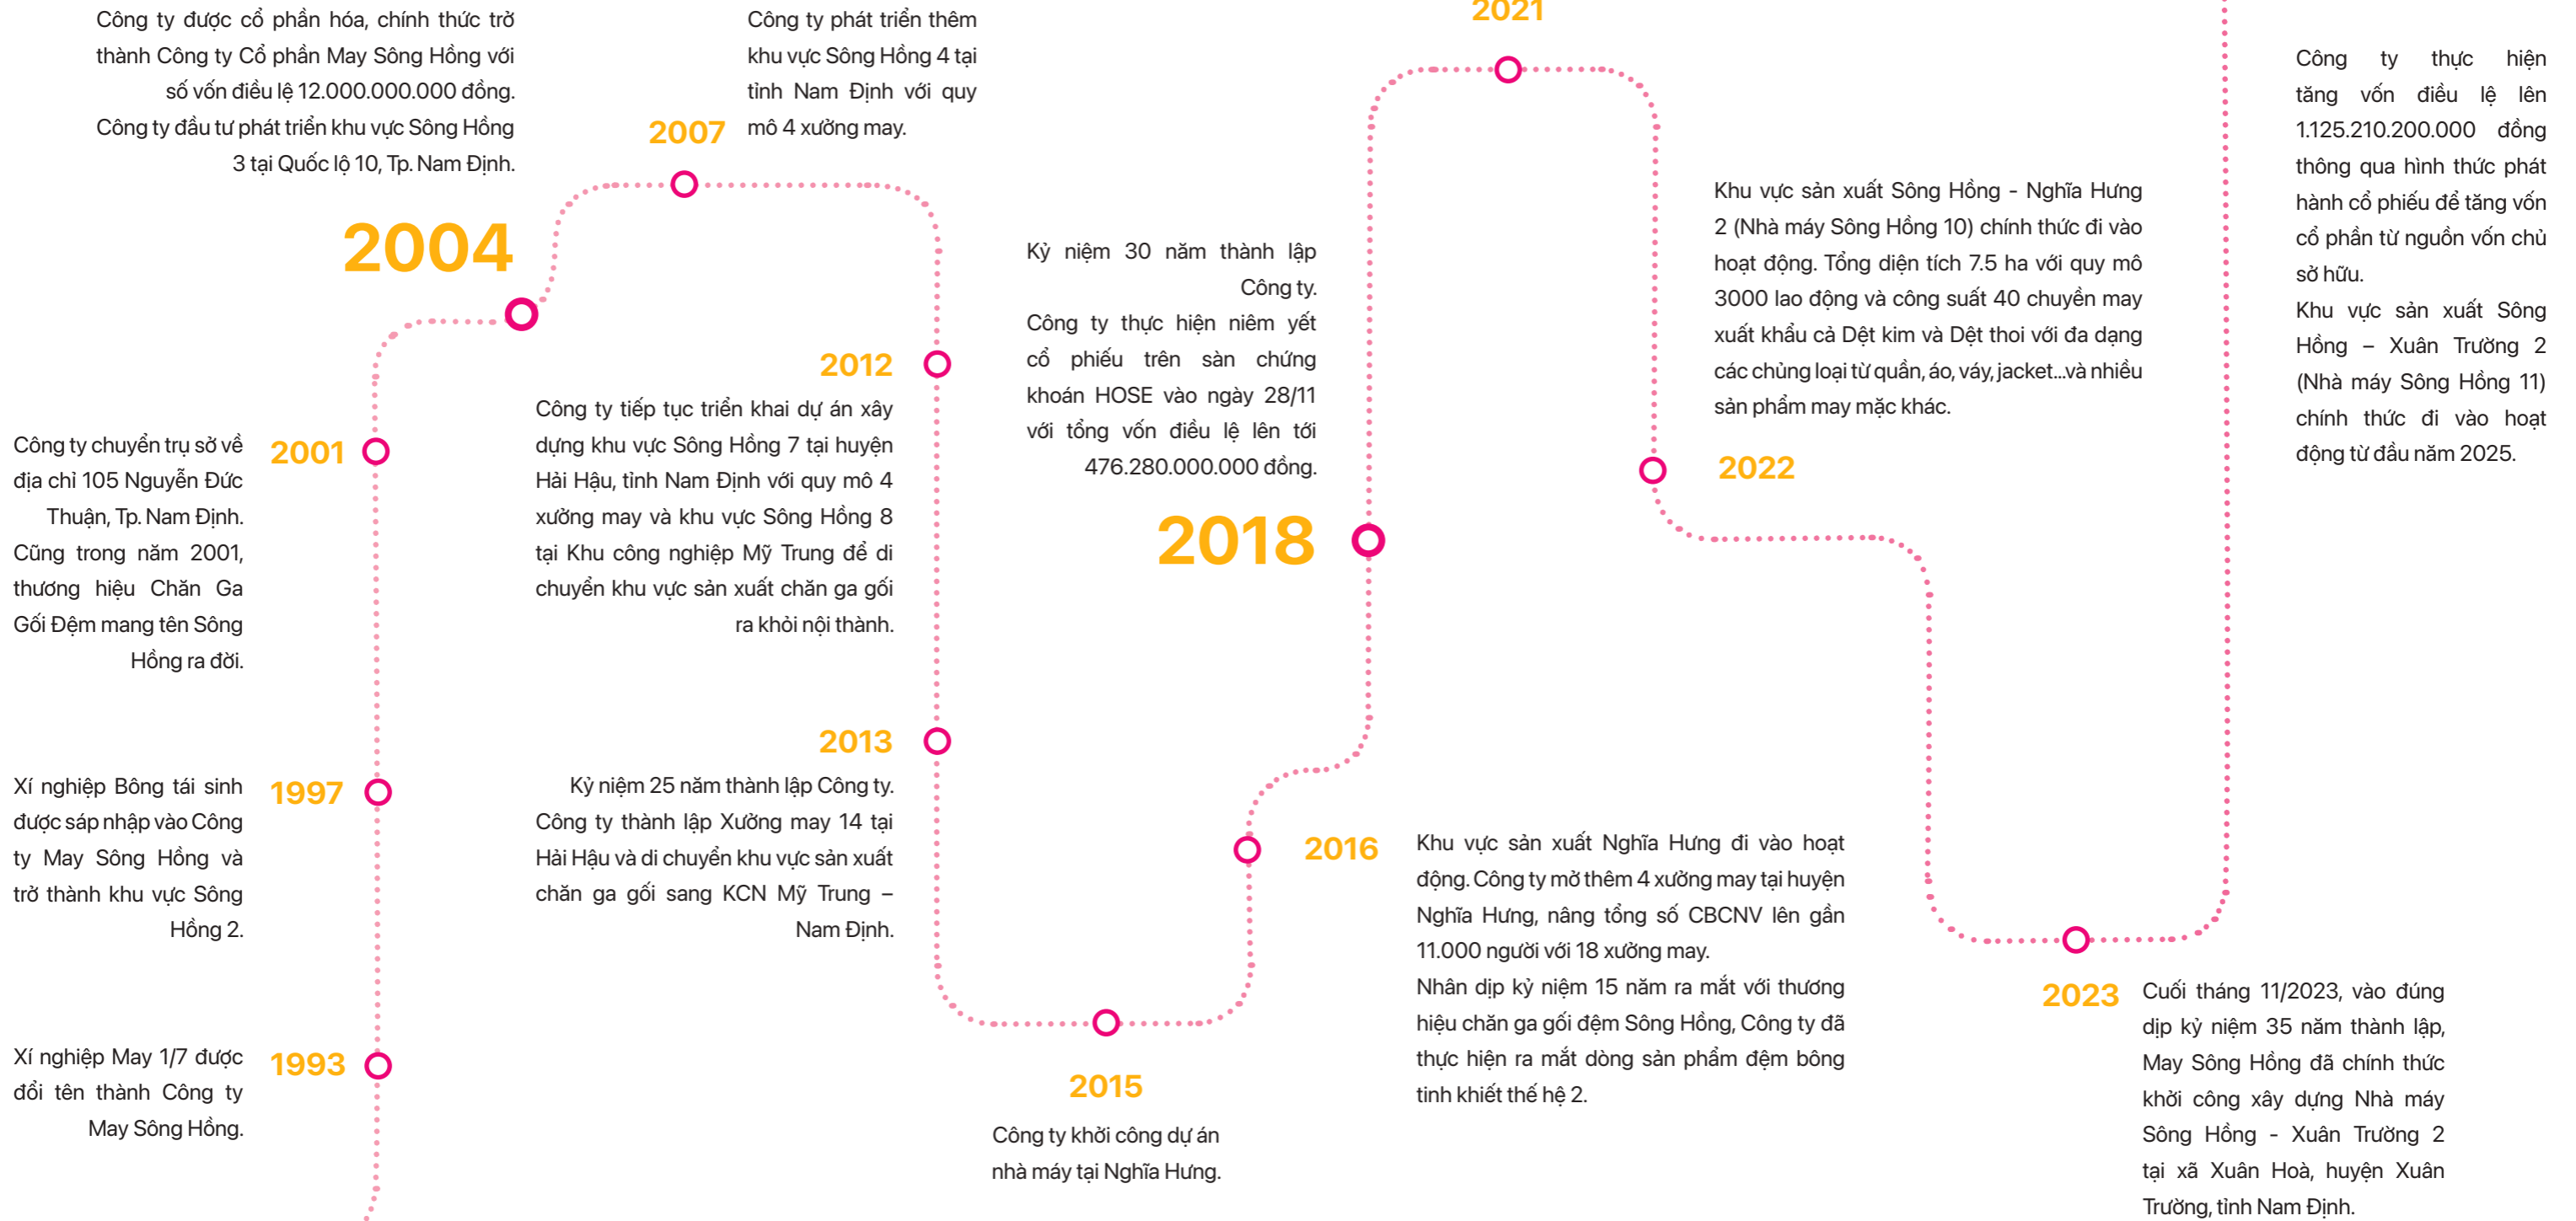 Công ty được cổ phần hóa, chính thức trở
thành Công ty Cổ phần May Sông Hồng với
số vốn điều lệ 12.000.000.000 đồng.
Công ty đầu tư phát triển khu vực Sông Hồng
3 tại Quốc lộ 10, Tp. Nam Định.
2004
Công ty phát triển thêm
khu vực Sông Hồng 4 tại
tỉnh Nam Định với quy
mô 4 xưởng may.
2007
Công ty chuyển trụ sở về
địa chỉ 105 Nguyễn Đức
Thuận, Tp. Nam Định.
Cũng trong năm 2001,
thương hiệu Chăn Ga
Gối Đệm mang tên Sông
Hồng ra đời.
2001
Xí nghiệp Bông tái sinh
được sáp nhập vào Công
ty May Sông Hồng và
trở thành khu vực Sông
Hồng 2.
1997
Xí nghiệp May 1/7 được
đổi tên thành Công ty
May Sông Hồng.
1993
2012
Công ty tiếp tục triển khai dự án xây
dựng khu vực Sông Hồng 7 tại huyện
Hải Hậu, tỉnh Nam Định với quy mô 4
xưởng may và khu vực Sông Hồng 8
tại Khu công nghiệp Mỹ Trung để di
chuyển khu vực sản xuất chăn ga gối
ra khỏi nội thành.
2013
Kỷ niệm 25 năm thành lập Công ty.
Công ty thành lập Xưởng may 14 tại
Hải Hậu và di chuyển khu vực sản xuất
chăn ga gối sang KCN Mỹ Trung –
Nam Định.
2015
Công ty khởi công dự án
nhà máy tại Nghĩa Hưng.
2016
Khu vực sản xuất Nghĩa Hưng đi vào hoạt
động. Công ty mở thêm 4 xưởng may tại huyện
Nghĩa Hưng, nâng tổng số CBCNV lên gần
11.000 người với 18 xưởng may.
Nhân dịp kỷ niệm 15 năm ra mắt với thương
hiệu chăn ga gối đệm Sông Hồng, Công ty đã
thực hiện ra mắt dòng sản phẩm đệm bông
tinh khiết thế hệ 2.
Kỷ niệm 30 năm thành lập
Công ty.
Công ty thực hiện niêm yết
cổ phiếu trên sàn chứng
khoán HOSE vào ngày 28/11
với tổng vốn điều lệ lên tới
476.280.000.000 đồng.
2018
2021
Khu vực sản xuất Sông Hồng - Nghĩa Hưng
2 (Nhà máy Sông Hồng 10) chính thức đi vào
hoạt động. Tổng diện tích 7.5 ha với quy mô
3000 lao động và công suất 40 chuyền may
xuất khẩu cả Dệt kim và Dệt thoi với đa dạng
các chủng loại từ quần, áo, váy, jacket...và nhiều
sản phẩm may mặc khác.
2022
2023
Cuối tháng 11/2023, vào đúng
dịp kỷ niệm 35 năm thành lập,
May Sông Hồng đã chính thức
khởi công xây dựng Nhà máy
Sông Hồng - Xuân Trường 2
tại xã Xuân Hoà, huyện Xuân
Trường, tỉnh Nam Định.
Công ty thực hiện
tăng vốn điều lệ lên
1.125.210.200.000 đồng
thông qua hình thức phát
hành cổ phiếu để tăng vốn
cổ phần từ nguồn vốn chủ
sở hữu.
Khu vực sản xuất Sông
Hồng – Xuân Trường 2
(Nhà máy Sông Hồng 11)
chính thức đi vào hoạt
động từ đầu năm 2025.